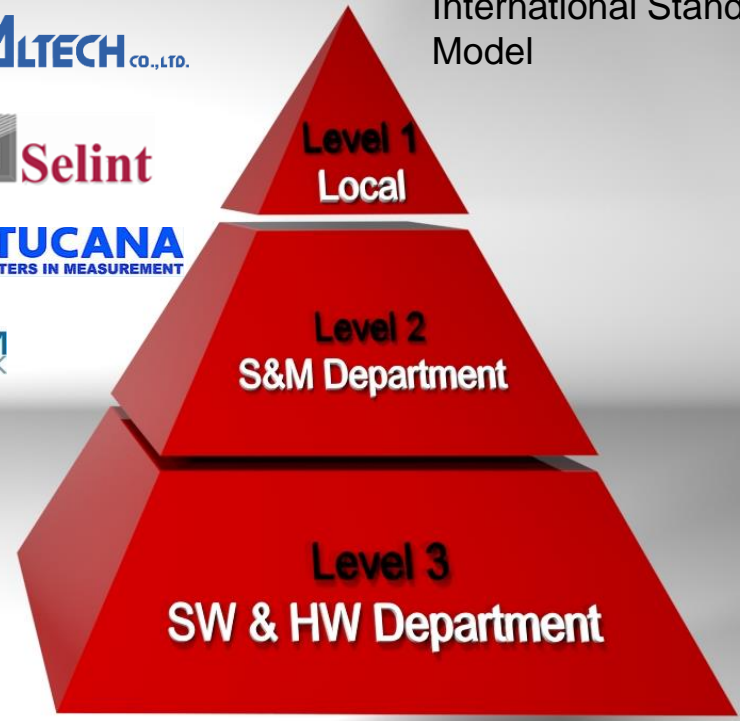 International Stand
Model
ALTECH CO.,LTD.
Selint
TUCANA
TERS IN MEASUREMENT
Level 1
Local
Level 2
S&M Department
Level 3
SW & HW Department